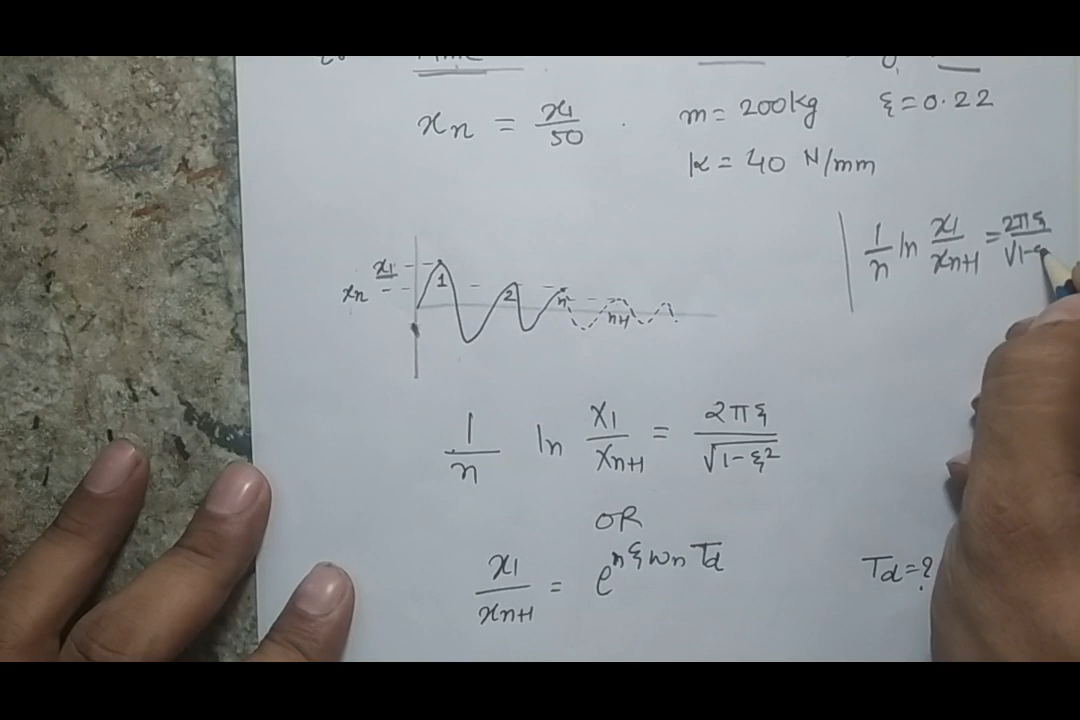 xn = x1/50 . m = 200kg ξ = 0.22
k = 40 N/mm
1/n ln x1/xn+1 = 2πξ/√1-ξ
x1
xn
1 2 n n+1
1/n ln x1/xn+1 = 2πξ/√1-ξ²
OR
x1/xn+1 = e^nξωnTd Td = ?